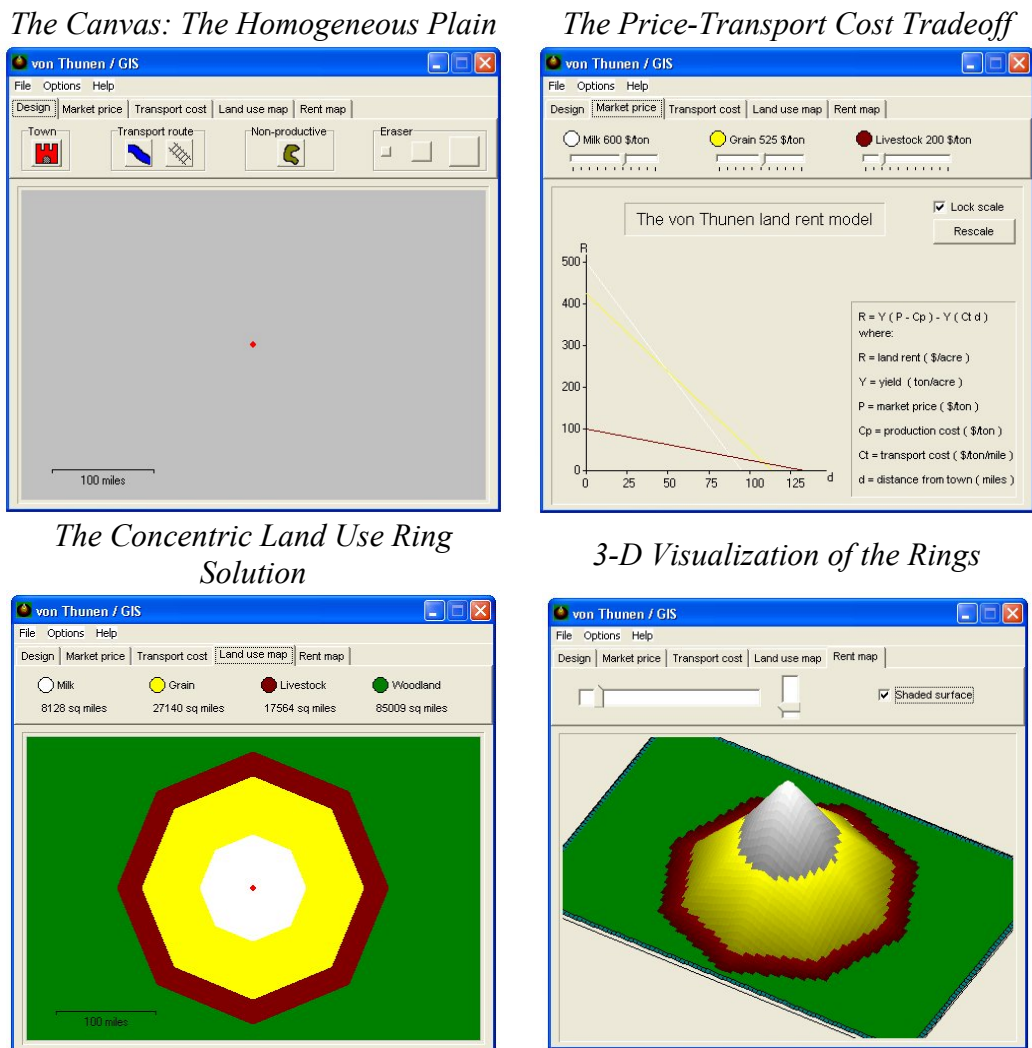 The Canvas: The Homogeneous Plain
von Thunen / GIS
File Options Help
Design Market price Transport cost Land use map Rent map
Town Transport route Non-productive Eraser
100 miles
The Price-Transport Cost Tradeoff
von Thunen / GIS
File Options Help
Design Market price Transport cost Land use map Rent map
Milk 600 $/ton Grain 525 $/ton Livestock 200 $/ton
The von Thunen land rent model
Lock scale
Rescale
R
500
400
300
200
100
0
0 25 50 75 100 125 d
R = Y ( P - Cp ) - Y ( Ct d )
where:
R = land rent ( $/acre )
Y = yield ( ton/acre )
P = market price ( $/ton )
Cp = production cost ( $/ton )
Ct = transport cost ( $/ton/mile )
d = distance from town ( miles )
The Concentric Land Use Ring
Solution
von Thunen / GIS
File Options Help
Design Market price Transport cost Land use map Rent map
Milk Grain Livestock Woodland
8128 sq miles 27140 sq miles 17564 sq miles 85009 sq miles
100 miles
3-D Visualization of the Rings
von Thunen / GIS
File Options Help
Design Market price Transport cost Land use map Rent map
Shaded surface